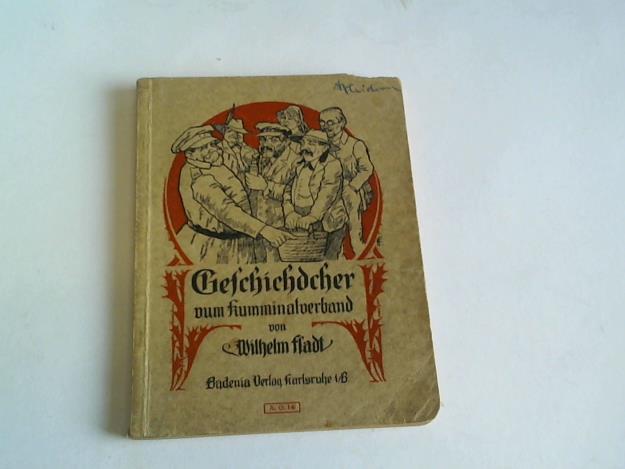 Geschichdcher
vum Kumminalverband
von
Wilhelm Fladt
Badenia Verlag Karlsruhe i/B